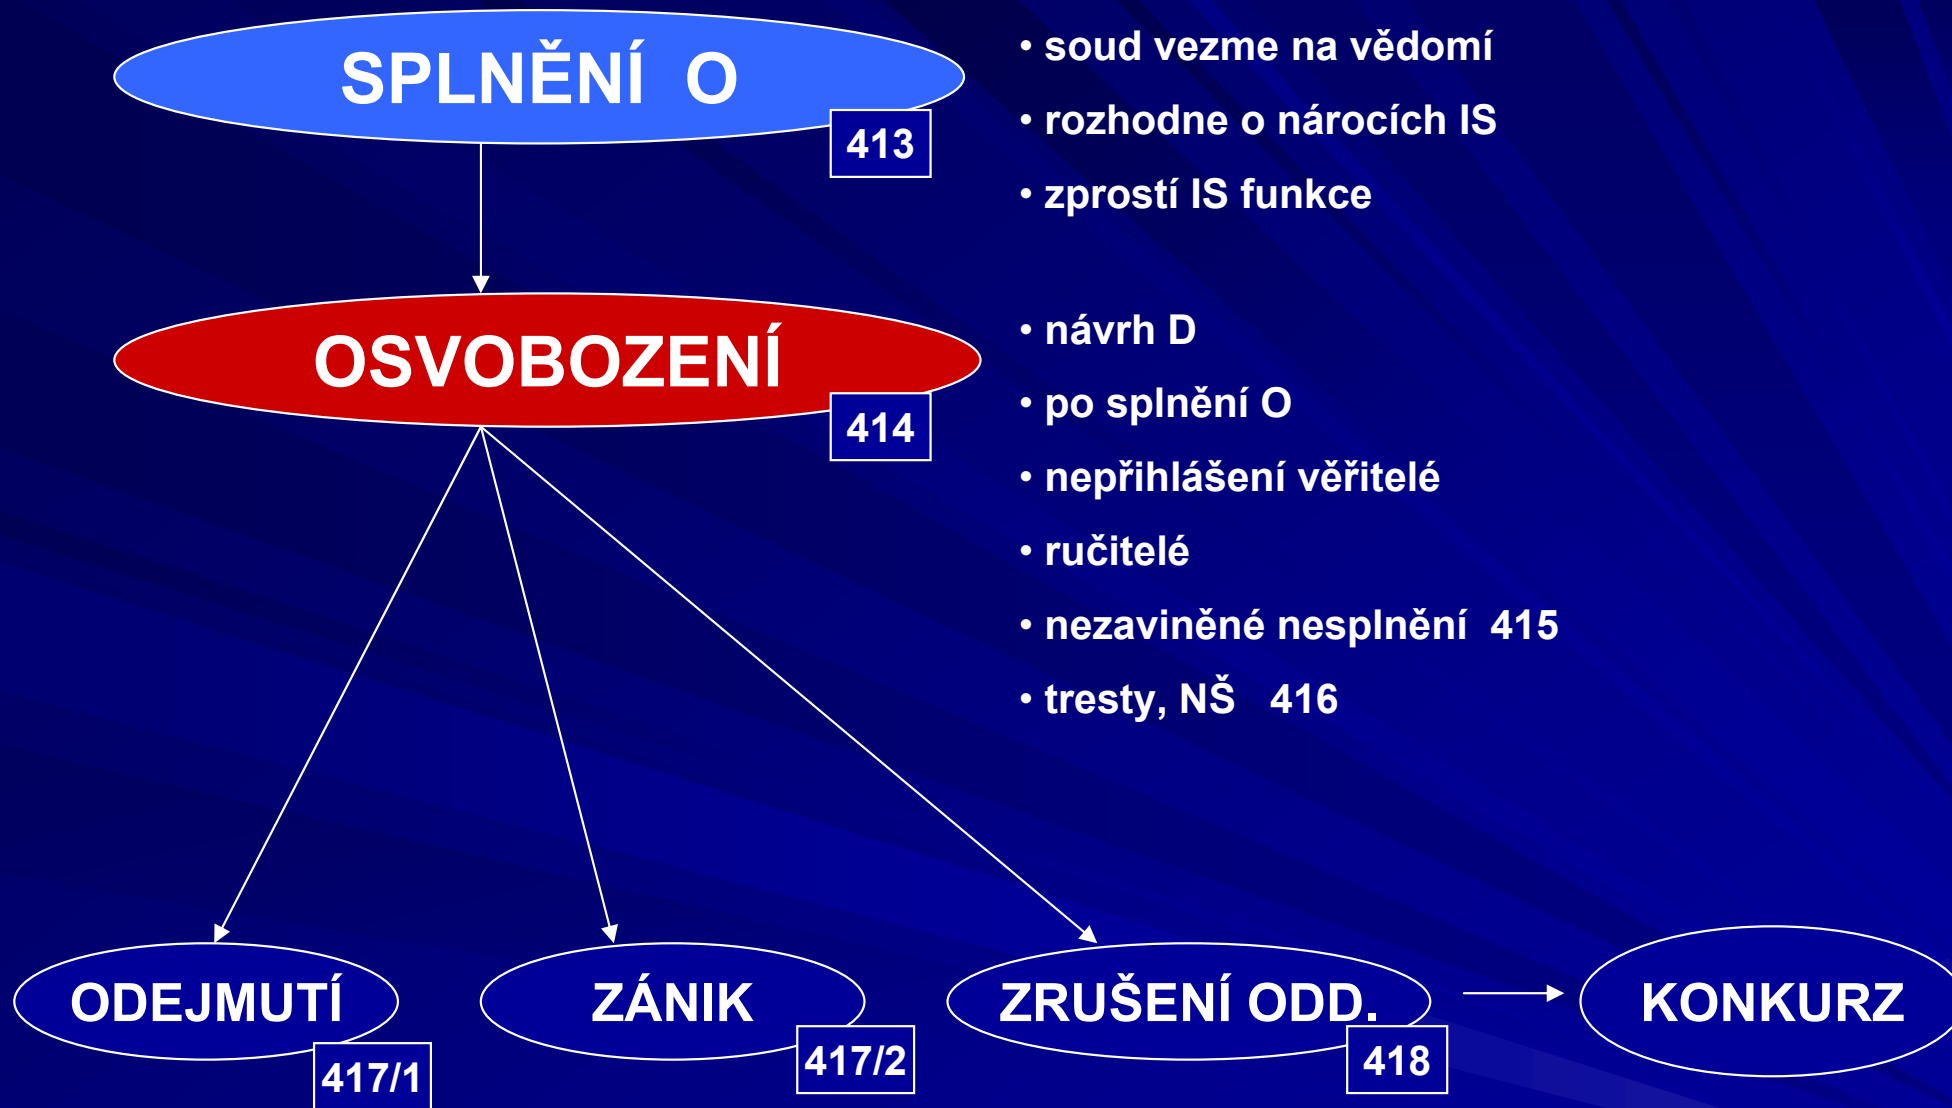 SPLNĚNÍ O
413
• soud vezme na vědomí
• rozhodne o nárocích IS
• zprostí IS funkce
OSVOBOZENÍ
414
• návrh D
• po splnění O
• nepřihlášení věřitelé
• ručitelé
• nezaviněné nesplnění 415
• tresty, NŠ 416
ODEJMUTÍ
417/1
ZÁNIK
417/2
ZRUŠENÍ ODD.
418
KONKURZ